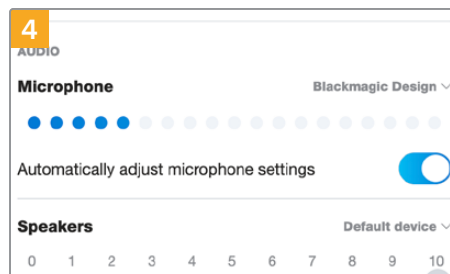 4
AUDIO
Microphone Blackmagic Design
Automatically adjust microphone settings
Speakers Default device
0 1 2 3 4 5 6 7 8 9 10